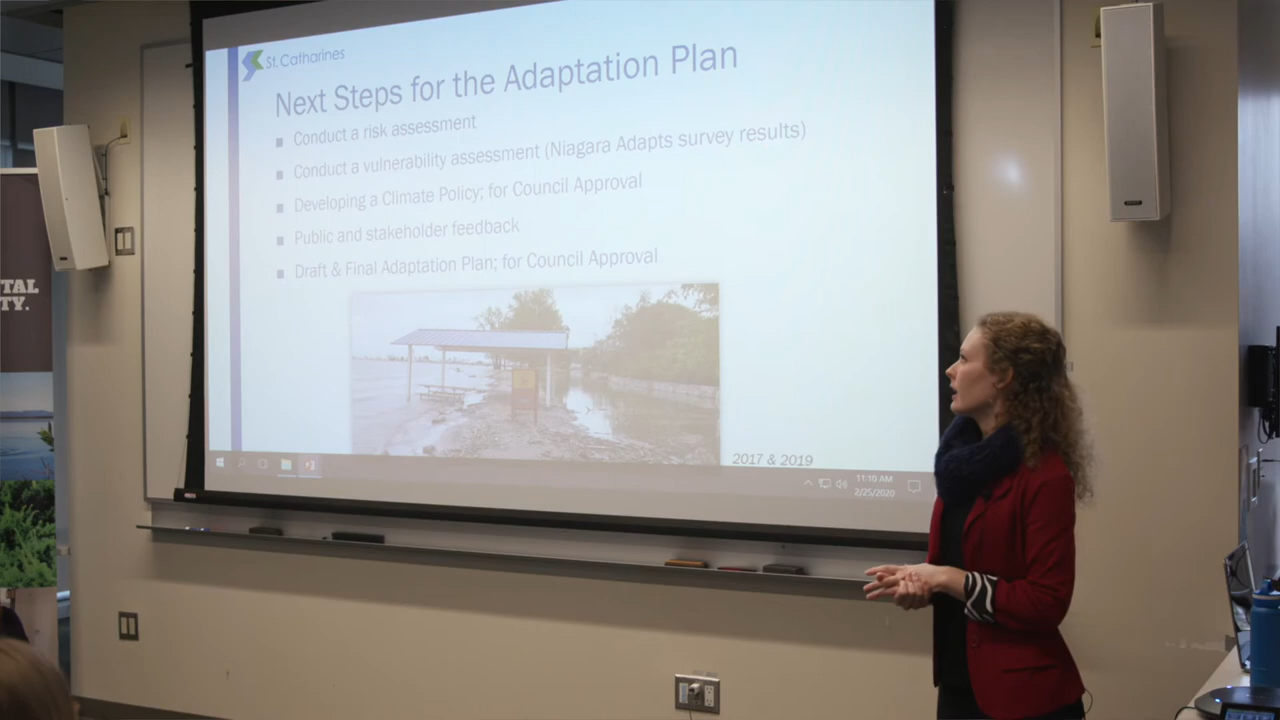 St. Catharines
Next Steps for the Adaptation Plan
Conduct a risk assessment
Conduct a vulnerability assessment (Niagara Adapts survey results)
Developing a Climate Policy; for Council Approval
Public and stakeholder feedback
Draft & Final Adaptation Plan; for Council Approval
2017 & 2019
11:10 AM
2/25/2020
TAL
TY.